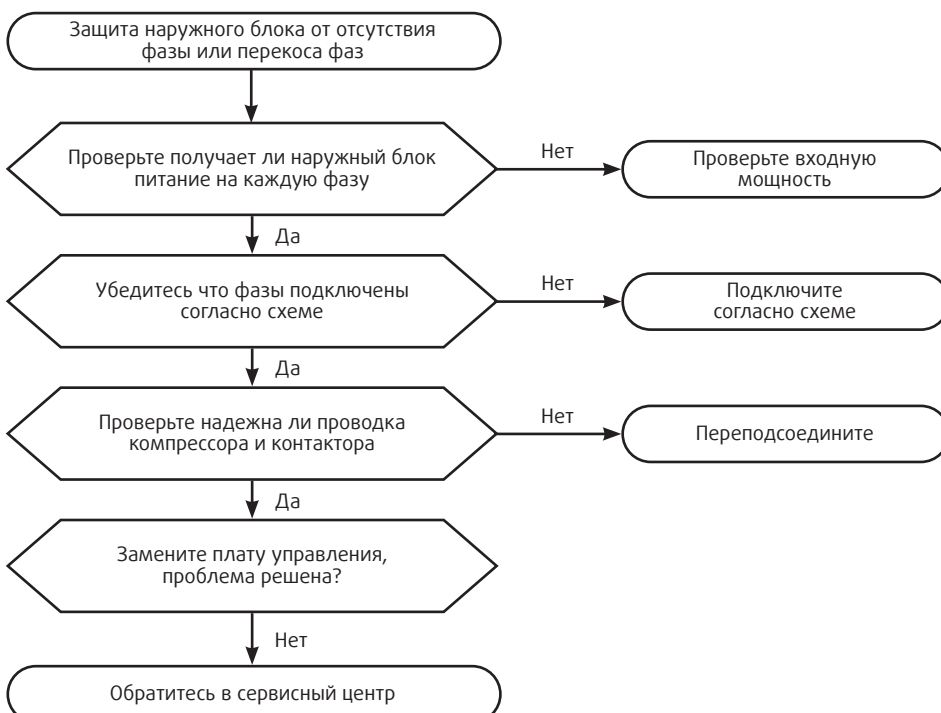 Защита наружного блока от отсутствия
фазы или перекоса фаз
Проверьте получает ли наружный блок
питание на каждую фазу
Нет
Проверьте входную
мощность
Да
Убедитесь что фазы подключены
согласно схеме
Нет
Подключите
согласно схеме
Да
Проверьте надежна ли проводка
компрессора и контактора
Нет
Переподсоедините
Да
Замените плату управления,
проблема решена?
Нет
Обратитесь в сервисный центр